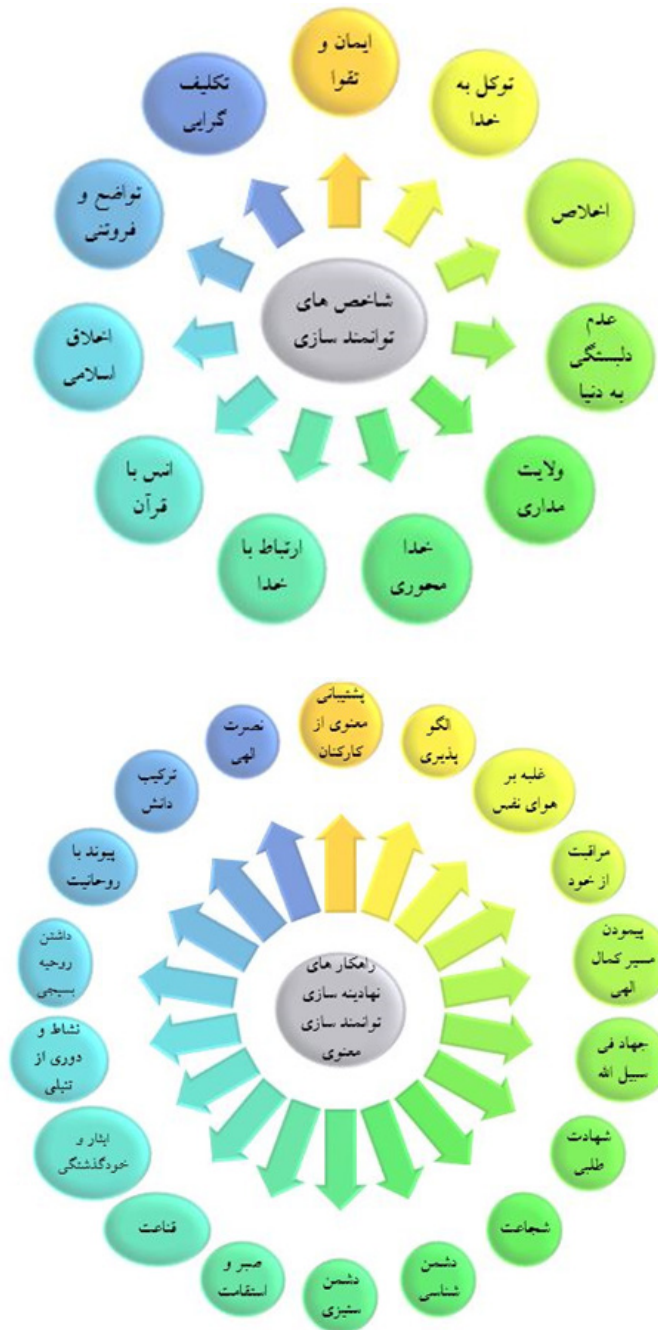 ایمان و
تقوا
توکل به
خدا
اخلاص
عدم
دلبستگی
به دنیا
ولایت
مداری
خدا
محوری
ارتباط با
خدا
انس با
قرآن
اخلاق
اسلامی
تواضع و
فروتنی
تکلیف
گرایی
شاخص های
توانمند سازی
پشتیبانی
معنوی از
کارکنان
الگو
پذیری
غلبه بر
هوای نفس
مراقبت
از خود
پیمودن
مسیر کمال
الهی
جهاد فی
سبیل الله
شهادت
طلبی
شجاعت
دشمن
شناسی
دشمن
ستیزی
صبر و
استقامت
قناعت
ایثار و
خودگذشتگی
نشاط و
دوری از
تنبلی
داشتن
روحیه
بسیجی
پیوند با
روحانیت
ترکیب
دانش
نصرت
الهی
راهکار های
نهادینه سازی
توانمند سازی
معنوی